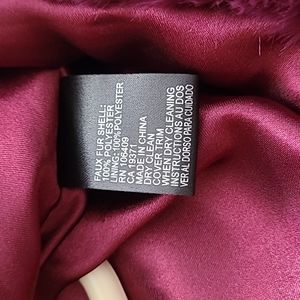 FAUX FUR SHELL:
100% POLYESTER
LINING: 100% POLYESTER
RN 106409
CA 19371
MADE IN CHINA
DRY CLEAN
COVER TRIM
WHEN DRY CLEANING
INSTRUCTIONS AU DOS
VER AL DORSO PARA CUIDADO